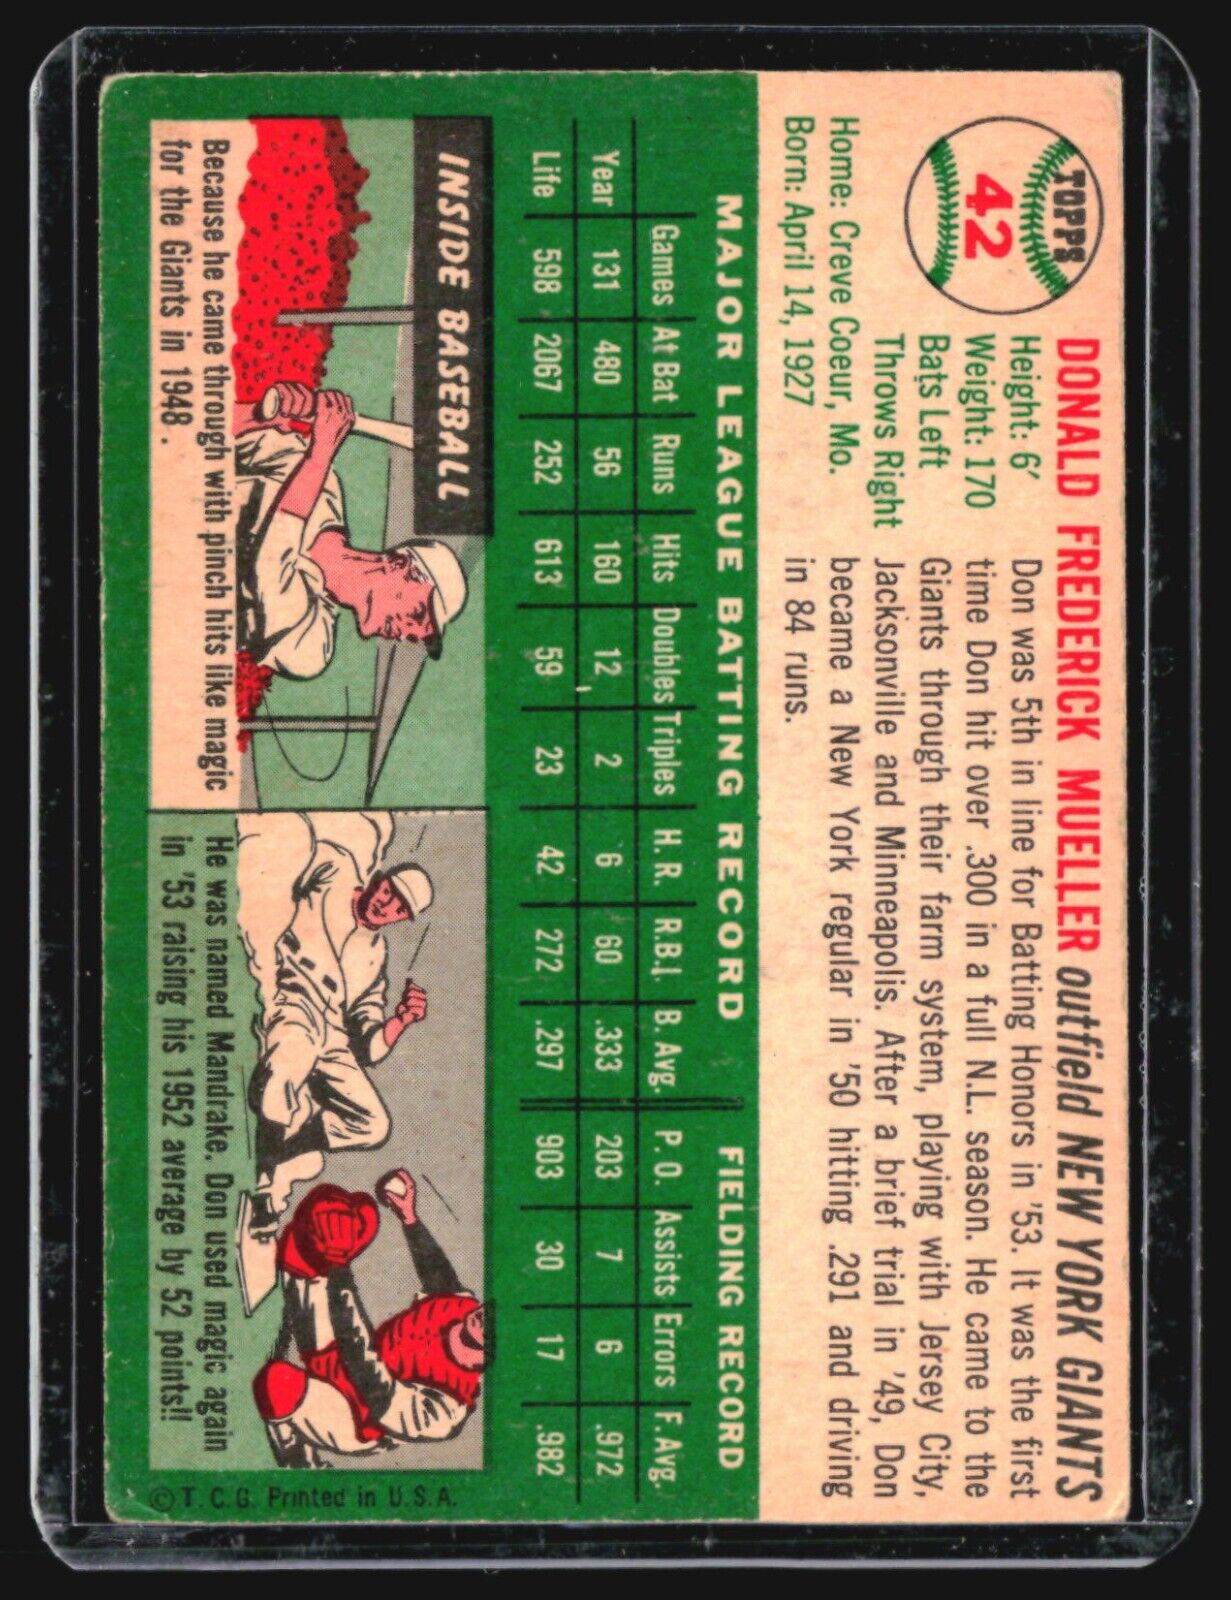 TOPPS
42
DONALD FREDERICK MUELLER outfield NEW YORK GIANTS
Height: 6'
Weight: 170
Bats Left
Throws Right
Home: Creve Coeur, Mo.
Born: April 14, 1927
Don was 5th in line for Batting Honors in '53. It was the first
time Don hit over .300 in a full N.L. season. He came to the
Giants through their farm system, playing with Jersey City,
Jacksonville and Minneapolis. After a brief trial in '49, Don
became a New York regular in '50 hitting .291 and driving
in 84 runs.
MAJOR LEAGUE BATTING RECORD FIELDING RECORD
Games At Bat Runs Hits Doubles Triples H. R. R.B.I. B. Avg. P. O. Assists Errors F. Avg.
Year 131 480 56 160 12 2 6 60 .333 203 7 6 .972
Life 598 2067 252 613 59 23 42 272 .297 903 30 17 .982
INSIDE BASEBALL
Because he came through with pinch hits like magic
for the Giants in 1948.
He was named Mandrake. Don used magic again
in '53 raising his 1952 average by 52 points!!
© T.C.G. Printed in U.S.A.